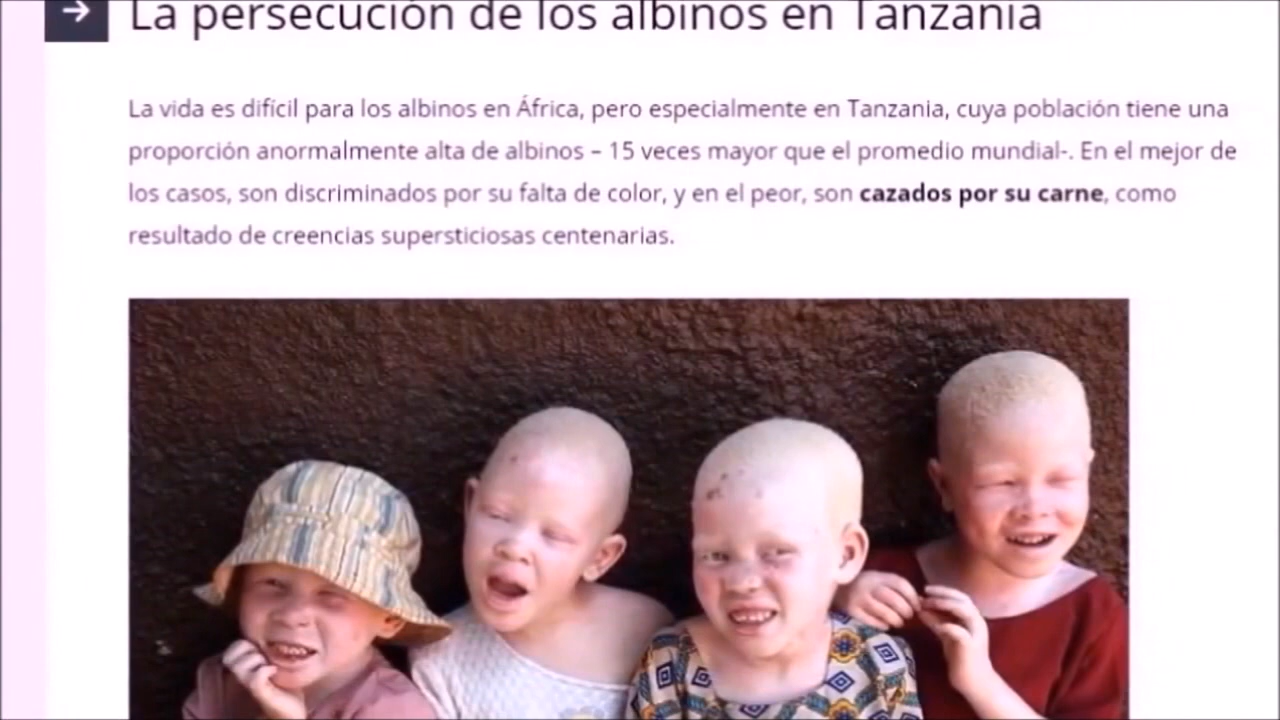 La persecución de los albinos en Tanzania
La vida es difícil para los albinos en África, pero especialmente en Tanzania, cuya población tiene una
proporción anormalmente alta de albinos – 15 veces mayor que el promedio mundial-. En el mejor de
los casos, son discriminados por su falta de color, y en el peor, son cazados por su carne, como
resultado de creencias supersticiosas centenarias.